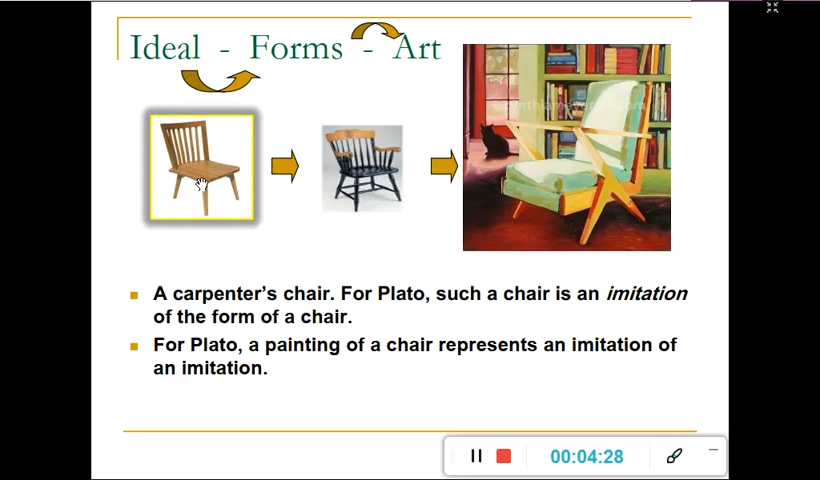 Ideal - Forms - Art
■ A carpenter's chair. For Plato, such a chair is an imitation
of the form of a chair.
■ For Plato, a painting of a chair represents an imitation of
an imitation.
00:04:28